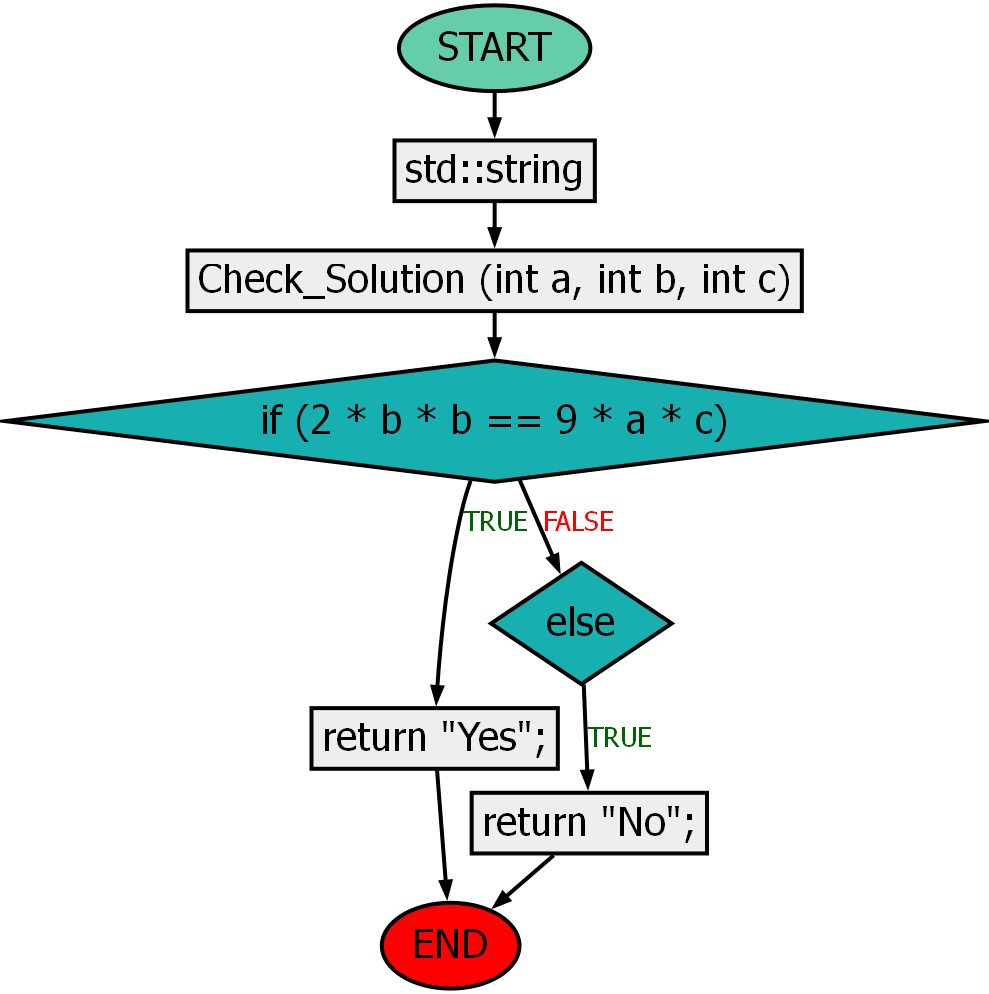 START
std::string
Check_Solution (int a, int b, int c)
if (2 * b * b == 9 * a * c)
TRUE
FALSE
else
return "Yes";
TRUE
return "No";
END